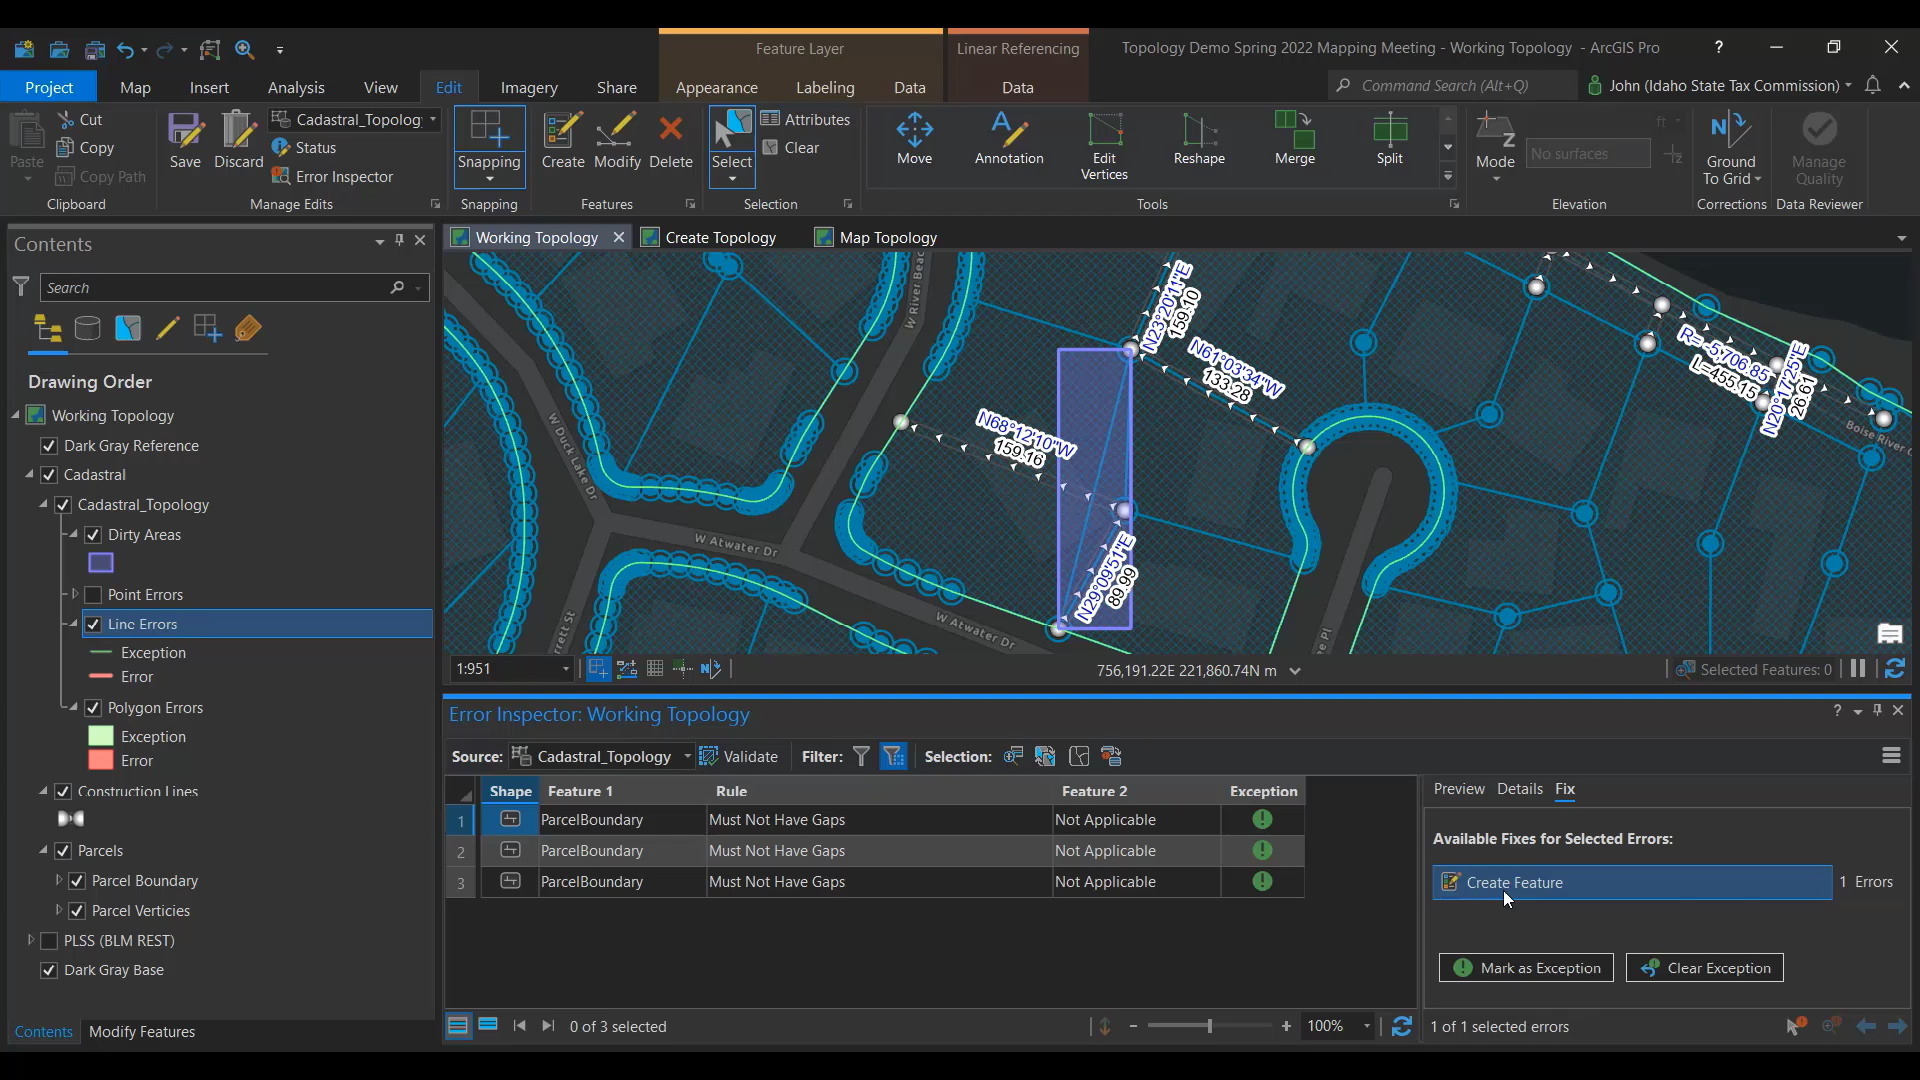 Feature Layer
Linear Referencing
Topology Demo Spring 2022 Mapping Meeting - Working Topology - ArcGIS Pro
?
Project
Map
Insert
Analysis
View
Edit
Imagery
Share
Appearance
Labeling
Data
Data
Command Search (Alt+Q)
John (Idaho State Tax Commission)
Paste
Cut
Copy
Copy Path
Clipboard
Save
Discard
Cadastral_Topology
Status
Error Inspector
Manage Edits
Snapping
Snapping
Create
Modify
Delete
Features
Select
Attributes
Clear
Selection
Move
Annotation
Edit
Vertices
Reshape
Merge
Split
Tools
Mode
ft
No surfaces
Elevation
Ground
To Grid
Corrections
Manage
Quality
Data Reviewer
Contents
Search
Drawing Order
Working Topology
Dark Gray Reference
Cadastral
Cadastral_Topology
Dirty Areas
Point Errors
Line Errors
Exception
Error
Polygon Errors
Exception
Error
Construction Lines
Parcels
Parcel Boundary
Parcel Verticies
PLSS (BLM REST)
Dark Gray Base
Contents
Modify Features
Working Topology
Create Topology
Map Topology
W River Beac
N23°20'11"E
159.10
N61°03'34"W
133.28
R= -5,706.85
L=455.15
N20°17'25"E
26.61
Boise River
W Duck Lake Dr
N68°12'10"W
159.16
W Atwater Dr
N29°09'51"E
89.99
W Atwater Dr
rrett St
e Pl
1:951
756,191.22E 221,860.74N m
Selected Features: 0
Error Inspector: Working Topology
?
Source:
Cadastral_Topology
Validate
Filter:
Selection:
Shape
Feature 1
Rule
Feature 2
Exception
1
ParcelBoundary
Must Not Have Gaps
Not Applicable
2
ParcelBoundary
Must Not Have Gaps
Not Applicable
3
ParcelBoundary
Must Not Have Gaps
Not Applicable
Preview
Details
Fix
Available Fixes for Selected Errors:
Create Feature
1 Errors
Mark as Exception
Clear Exception
0 of 3 selected
100%
1 of 1 selected errors